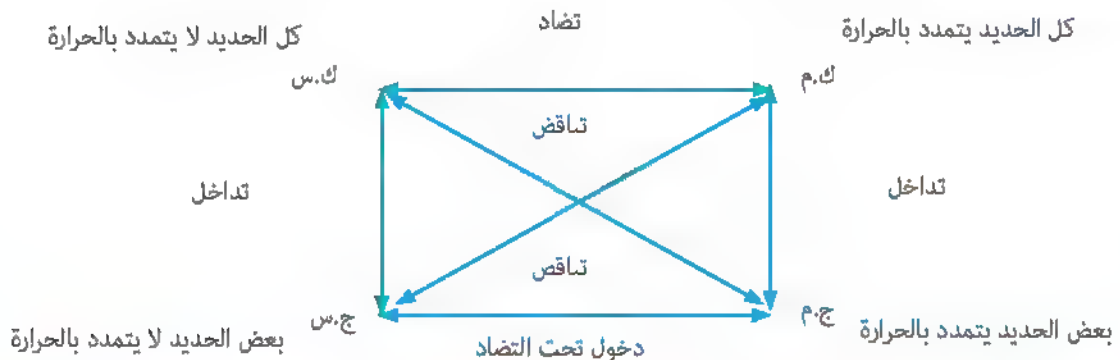 تضاد
كل الحديد يتمدد بالحرارة
كل الحديد لا يتمدد بالحرارة
ك.م
ك.س
تناقض
تداخل
تداخل
تناقض
ج.م
ج.س
بعض الحديد يتمدد بالحرارة
بعض الحديد لا يتمدد بالحرارة
دخول تحت التضاد